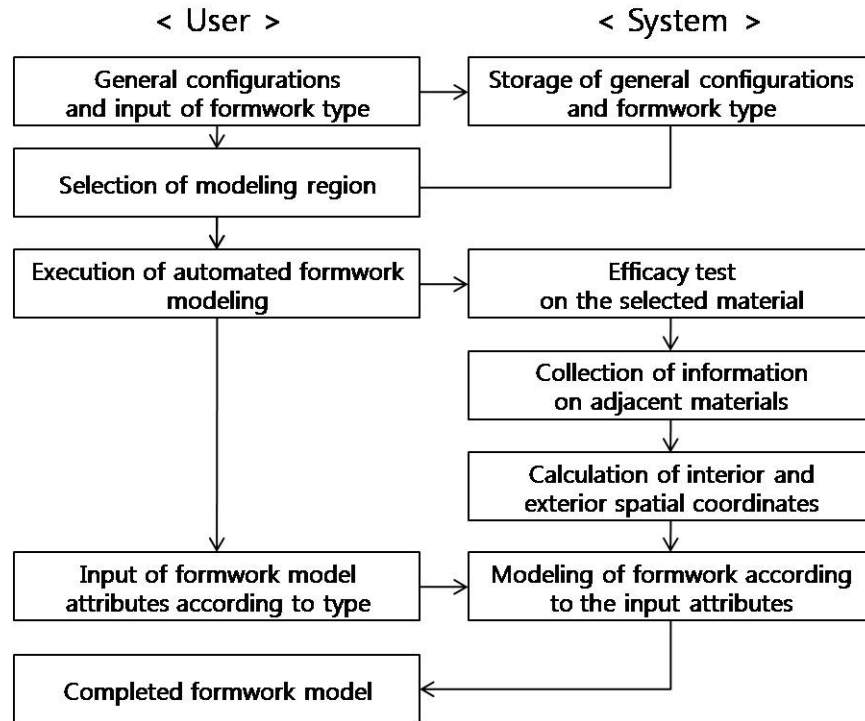 < User >
< System >
General configurations
and input of formwork type
Storage of general configurations
and formwork type
Selection of modeling region
Execution of automated formwork
modeling
Efficacy test
on the selected material
Collection of information
on adjacent materials
Calculation of interior and
exterior spatial coordinates
Input of formwork model
attributes according to type
Modeling of formwork according
to the input attributes
Completed formwork model